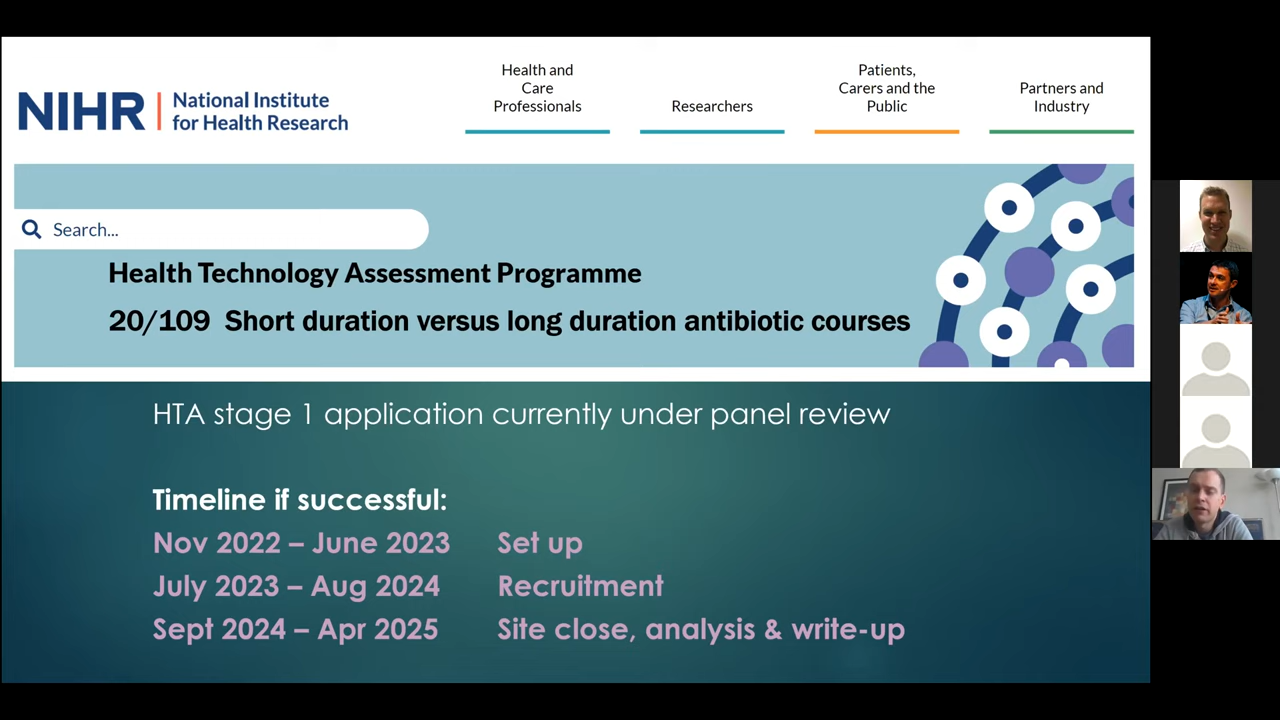 Health and
Care
Professionals
Researchers
Patients,
Carers and the
Public
Partners and
Industry
NIHR | National Institute
for Health Research
Search...
Health Technology Assessment Programme
20/109 Short duration versus long duration antibiotic courses
HTA stage 1 application currently under panel review
Timeline if successful:
Nov 2022 – June 2023 Set up
July 2023 – Aug 2024 Recruitment
Sept 2024 – Apr 2025 Site close, analysis & write-up